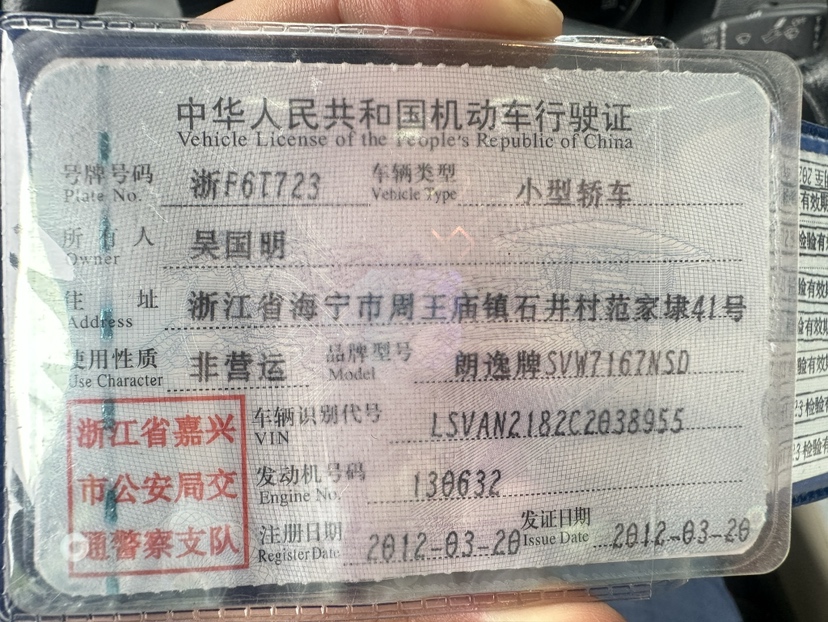 中华人民共和国机动车行驶证
Vehicle License of the People's Republic of China
号牌号码 浙F6T723 车辆类型 小型轿车
Plate No. Vehicle Type
所有人 吴国明
Owner
住址 浙江省海宁市周王庙镇石井村范家埭41号
Address
使用性质 非营运 品牌型号 朗逸牌SVW7167NSD
Use Character Model
浙江省嘉兴
市公安局交
通警察支队
车辆识别代号 LSVAN2182C2038955
VIN
发动机号码 130632
Engine No.
注册日期 2012-03-20 发证日期 2012-03-20
Register Date Issue Date